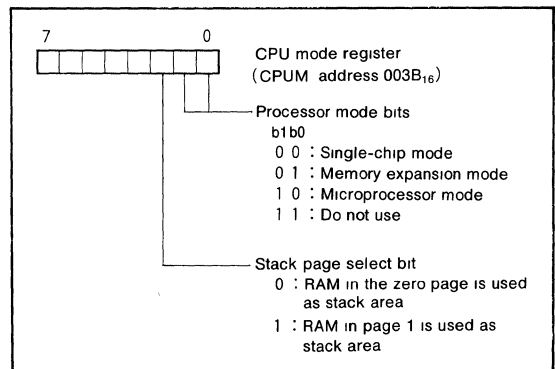 7 0
CPU mode register
(CPUM address 003B₁₆)
Processor mode bits
b1b0
0 0 : Single-chip mode
0 1 : Memory expansion mode
1 0 : Microprocessor mode
1 1 : Do not use
Stack page select bit
0 : RAM in the zero page is used
as stack area
1 : RAM in page 1 is used as
stack area